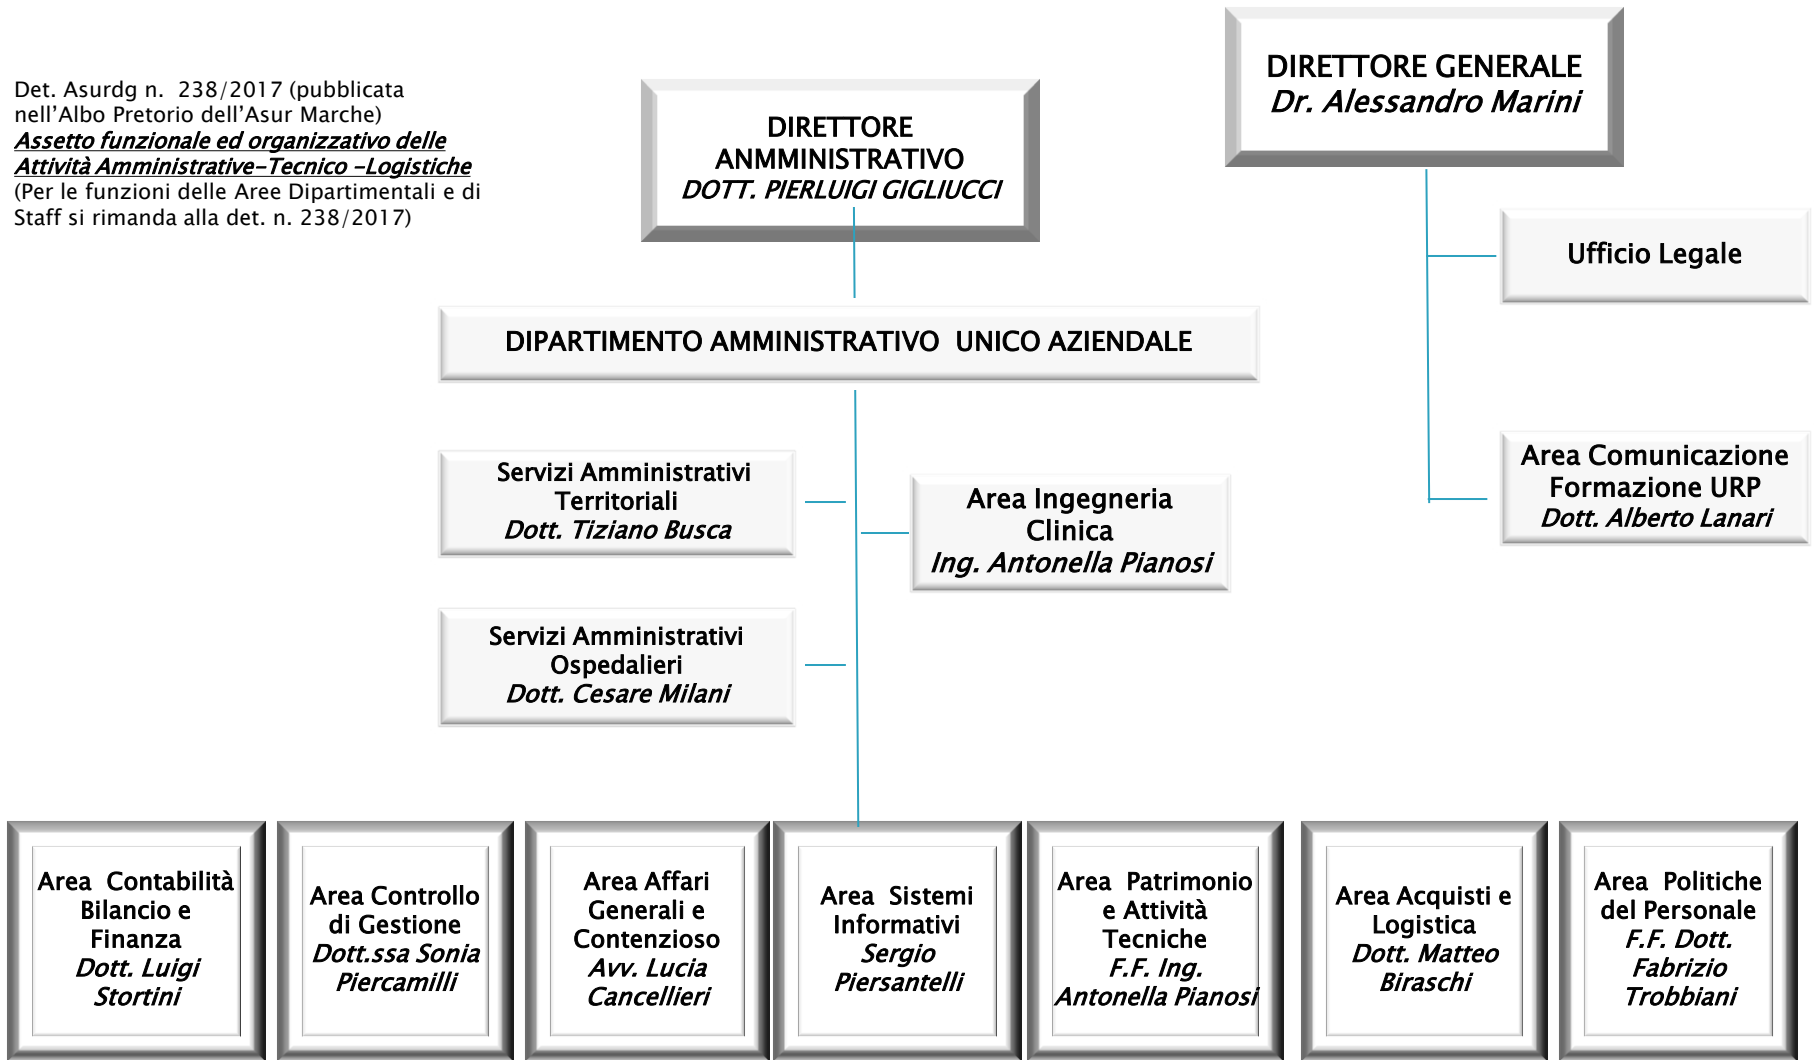 Det. Asurdg n.  238/2017 (pubblicata
nell’Albo Pretorio dell’Asur Marche)
Assetto funzionale ed organizzativo delle
Attività Amministrative-Tecnico -Logistiche
(Per le funzioni delle Aree Dipartimentali e di
Staff si rimanda alla det. n. 238/2017)
DIRETTORE
ANMMINISTRATIVO
DOTT. PIERLUIGI GIGLIUCCI
DIRETTORE GENERALE
Dr. Alessandro Marini
Ufficio Legale
DIPARTIMENTO AMMINISTRATIVO  UNICO AZIENDALE
Servizi Amministrativi
Territoriali
Dott. Tiziano Busca
Area Ingegneria
Clinica
Ing. Antonella Pianosi
Area Comunicazione
Formazione URP
Dott. Alberto Lanari
Servizi Amministrativi
Ospedalieri
Dott. Cesare Milani
Area  Contabilità
Bilancio e
Finanza
Dott. Luigi
Stortini
Area Controllo
di Gestione
Dott.ssa Sonia
Piercamilli
Area Affari
Generali e
Contenzioso
Avv. Lucia
Cancellieri
Area  Sistemi
Informativi
Sergio
Piersantelli
Area  Patrimonio
e Attività
Tecniche
F.F. Ing.
Antonella Pianosi
Area Acquisti e
Logistica
Dott. Matteo
Biraschi
Area  Politiche
del Personale
F.F. Dott.
Fabrizio
Trobbiani